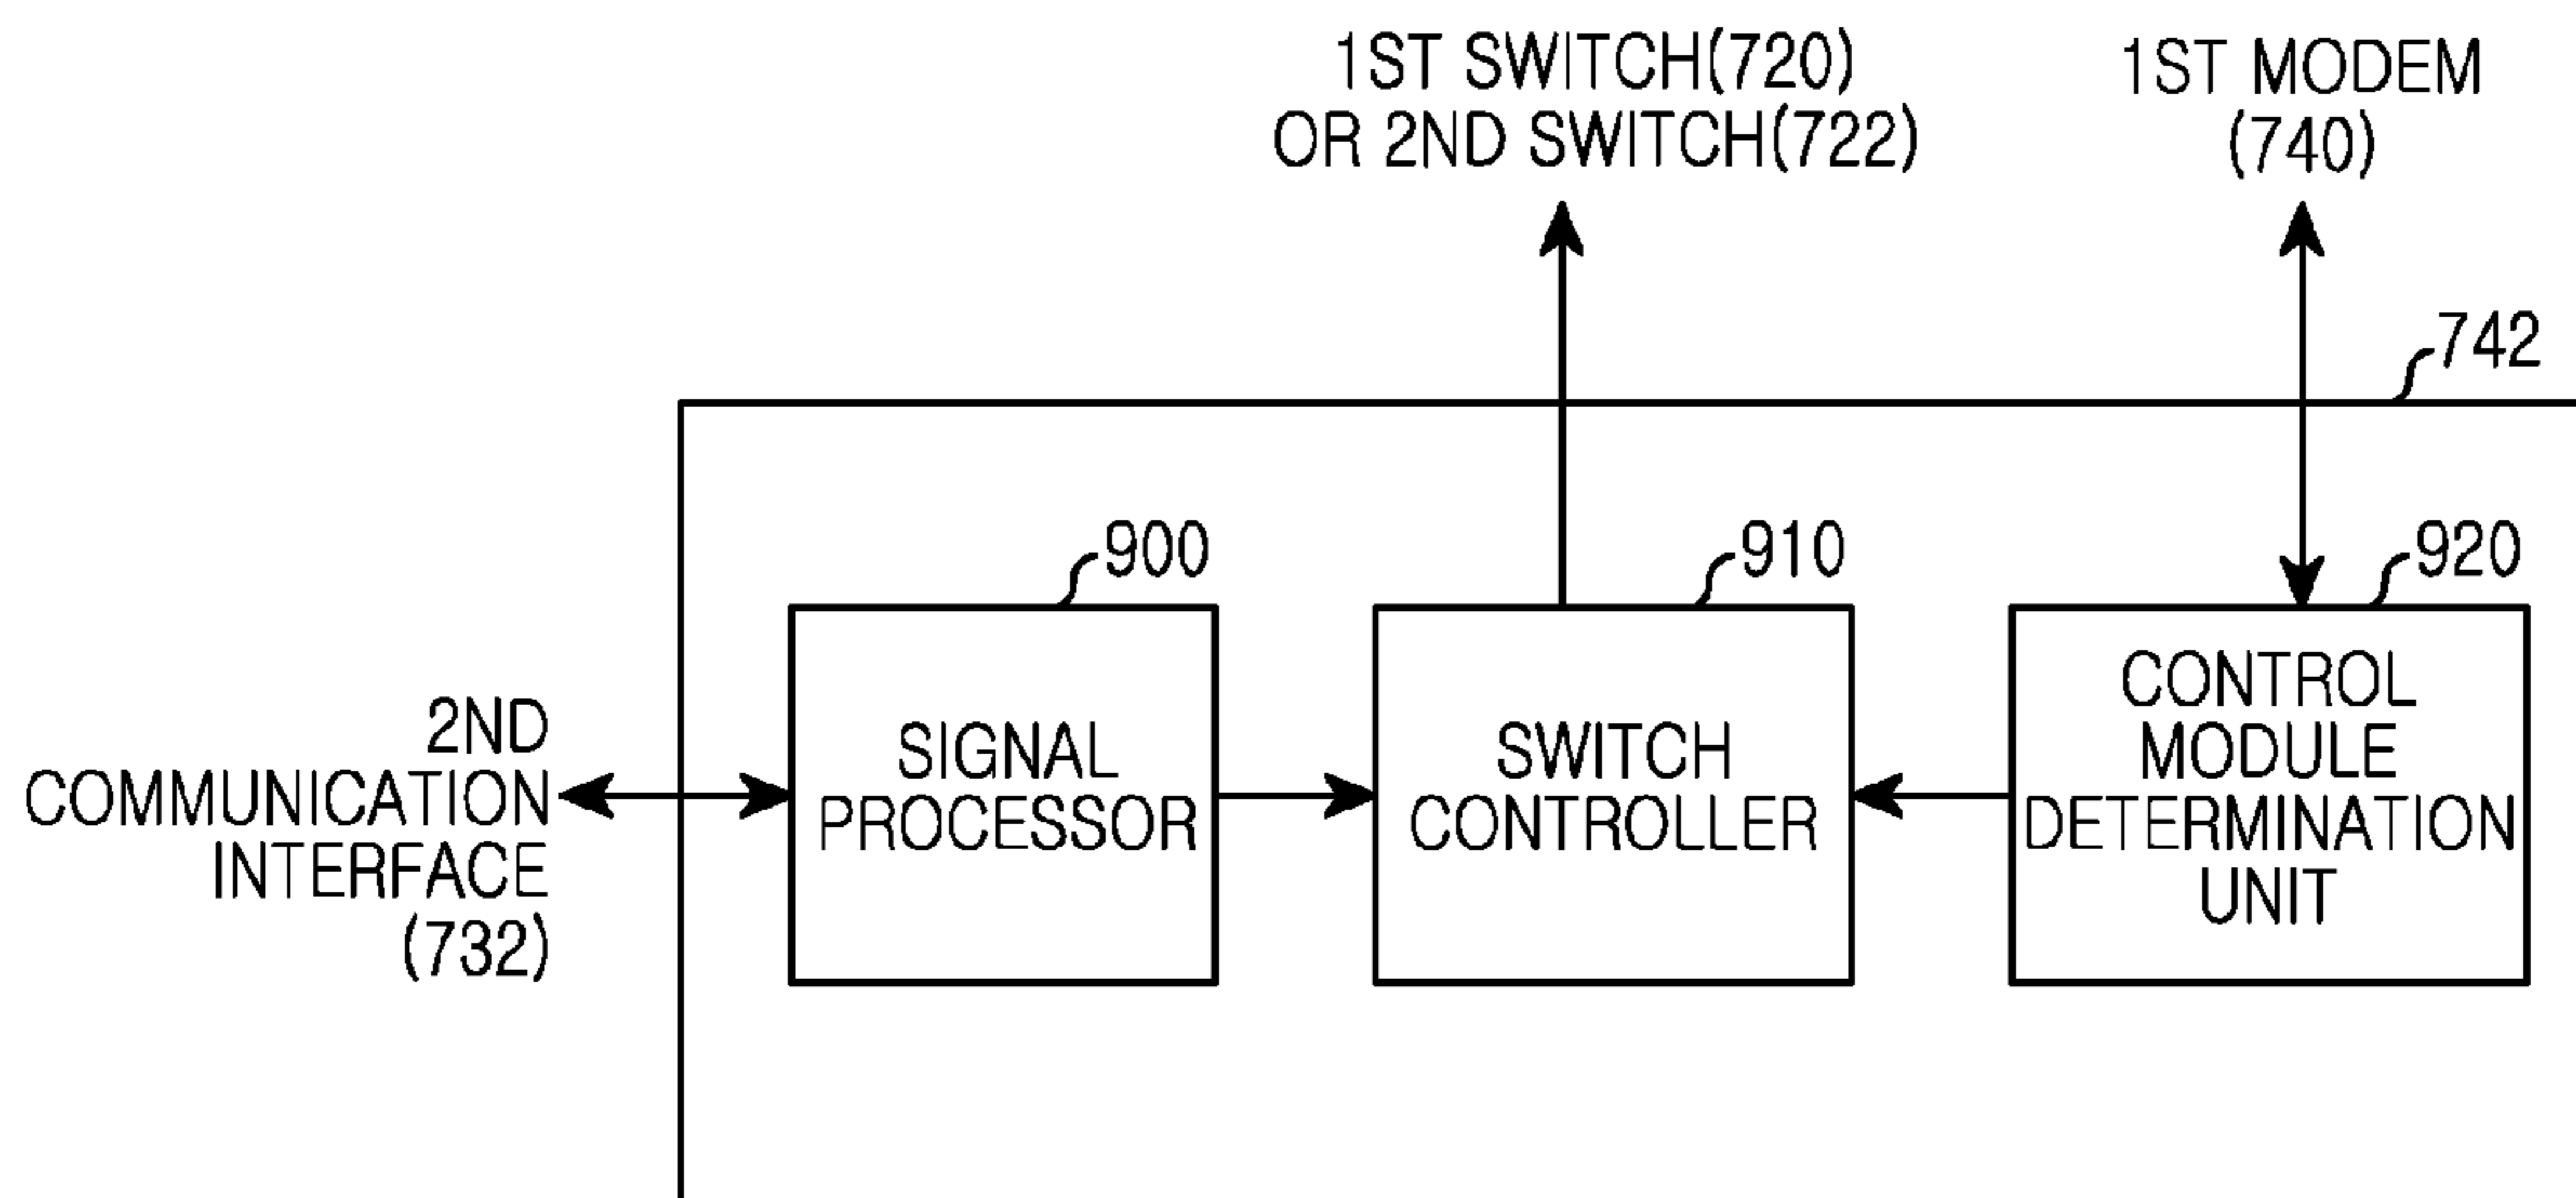 1ST SWITCH(720)
OR 2ND SWITCH(722)
1ST MODEM
(740)
742
900
910
920
2ND
COMMUNICATION
INTERFACE
(732)
SIGNAL
PROCESSOR
SWITCH
CONTROLLER
CONTROL
MODULE
DETERMINATION
UNIT